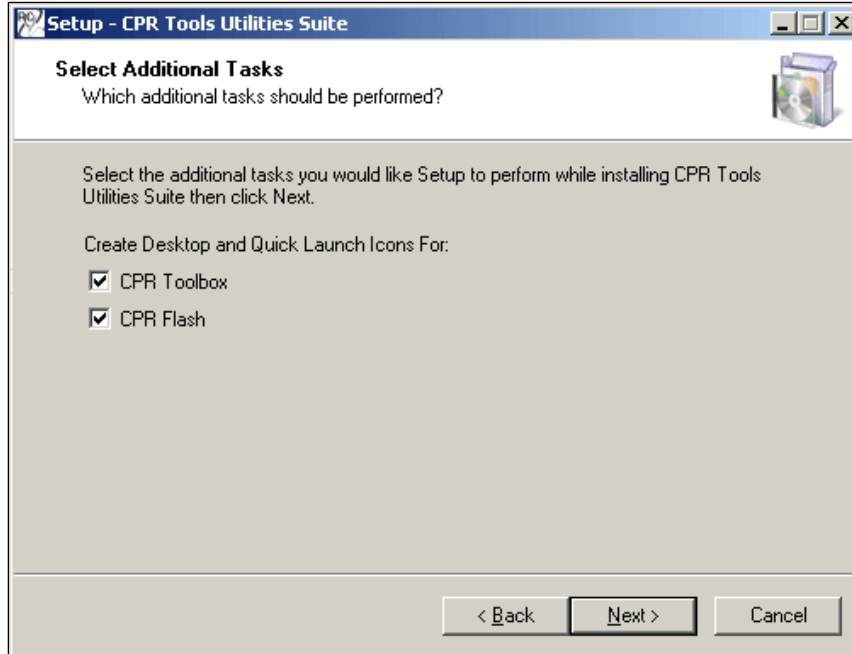 Setup - CPR Tools Utilities Suite
Select Additional Tasks
Which additional tasks should be performed?
Select the additional tasks you would like Setup to perform while installing CPR Tools
Utilities Suite then click Next.
Create Desktop and Quick Launch Icons For:
CPR Toolbox
CPR Flash
< Back Next > Cancel